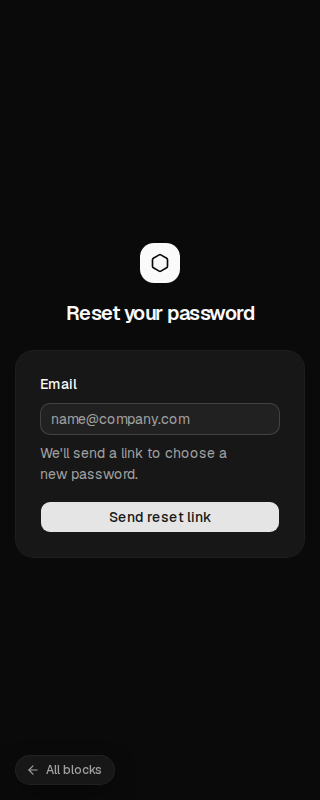 Reset your password
Email
name@company.com
We'll send a link to choose a
new password.
Send reset link
All blocks